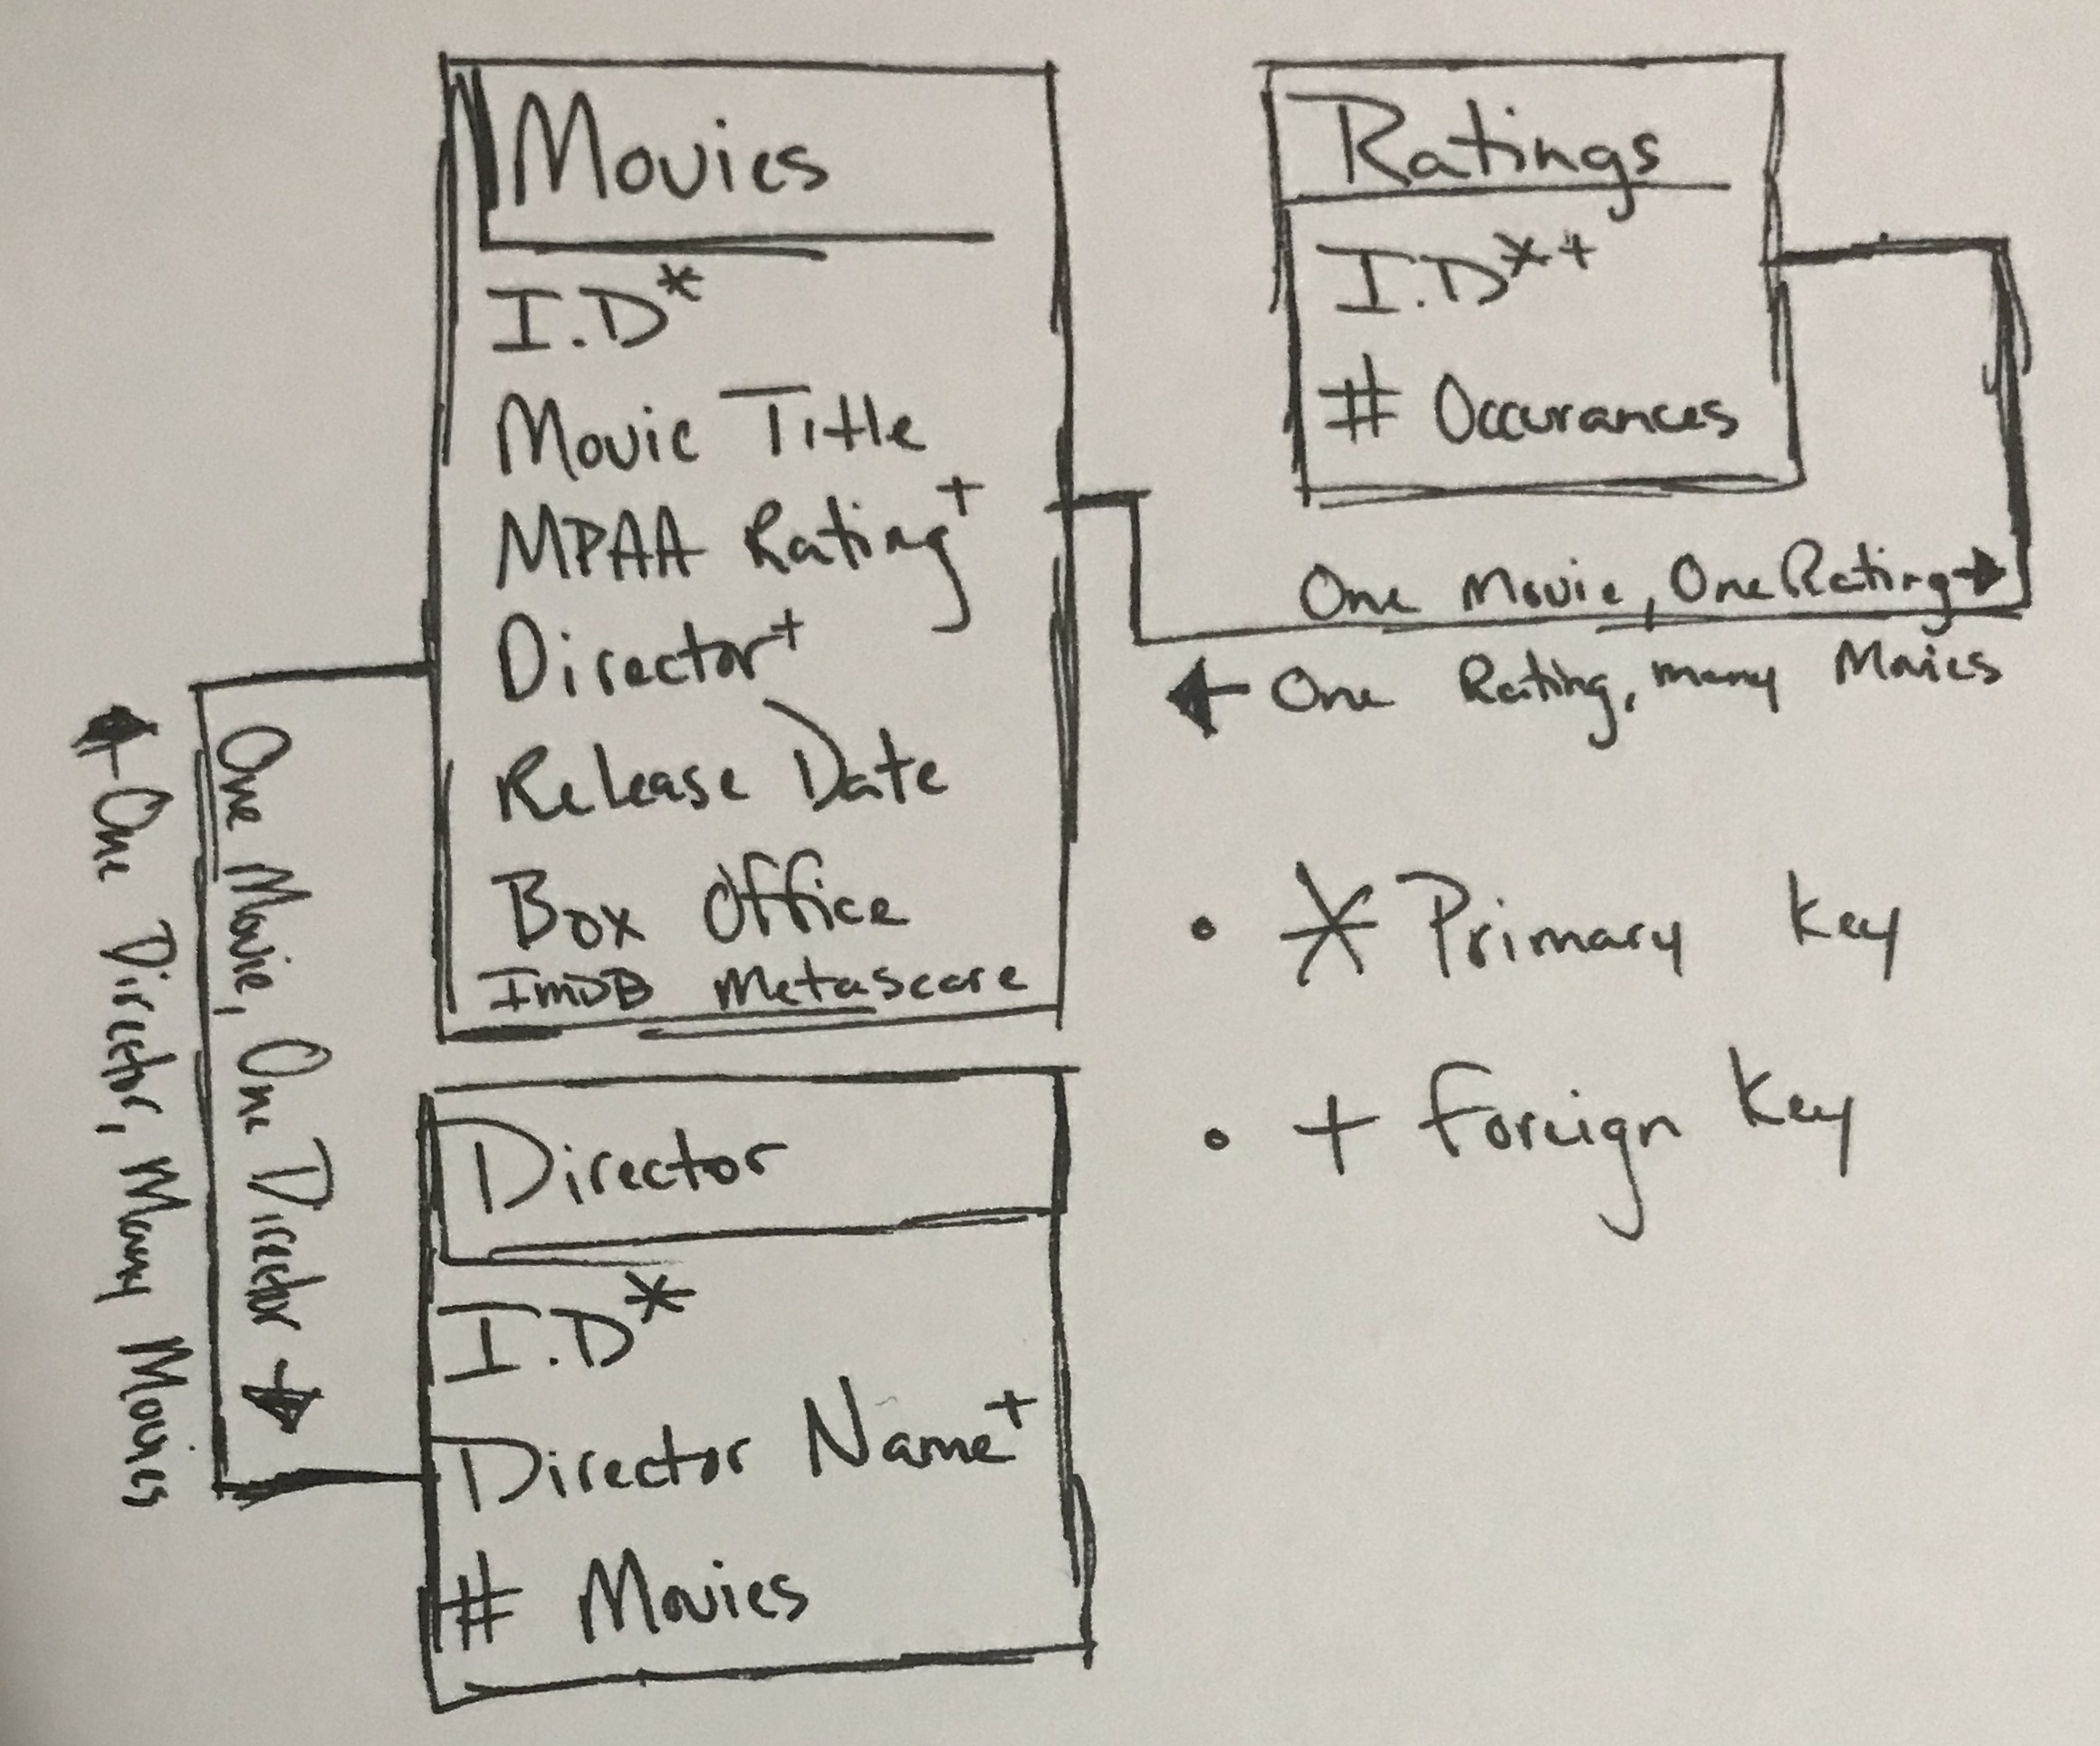 Movies
I.D*
Movie Title
MPAA Rating+
Director+
Release Date
Box Office
ImDB Metascore
Ratings
I.D*+
# Occurances
One Movie, One Rating→
← One Rating, many Movies
• * Primary key
• + foreign key
One Movie, One Director →
← One Director, Many Movies
Director
I.D*
Director Name+
# Movies